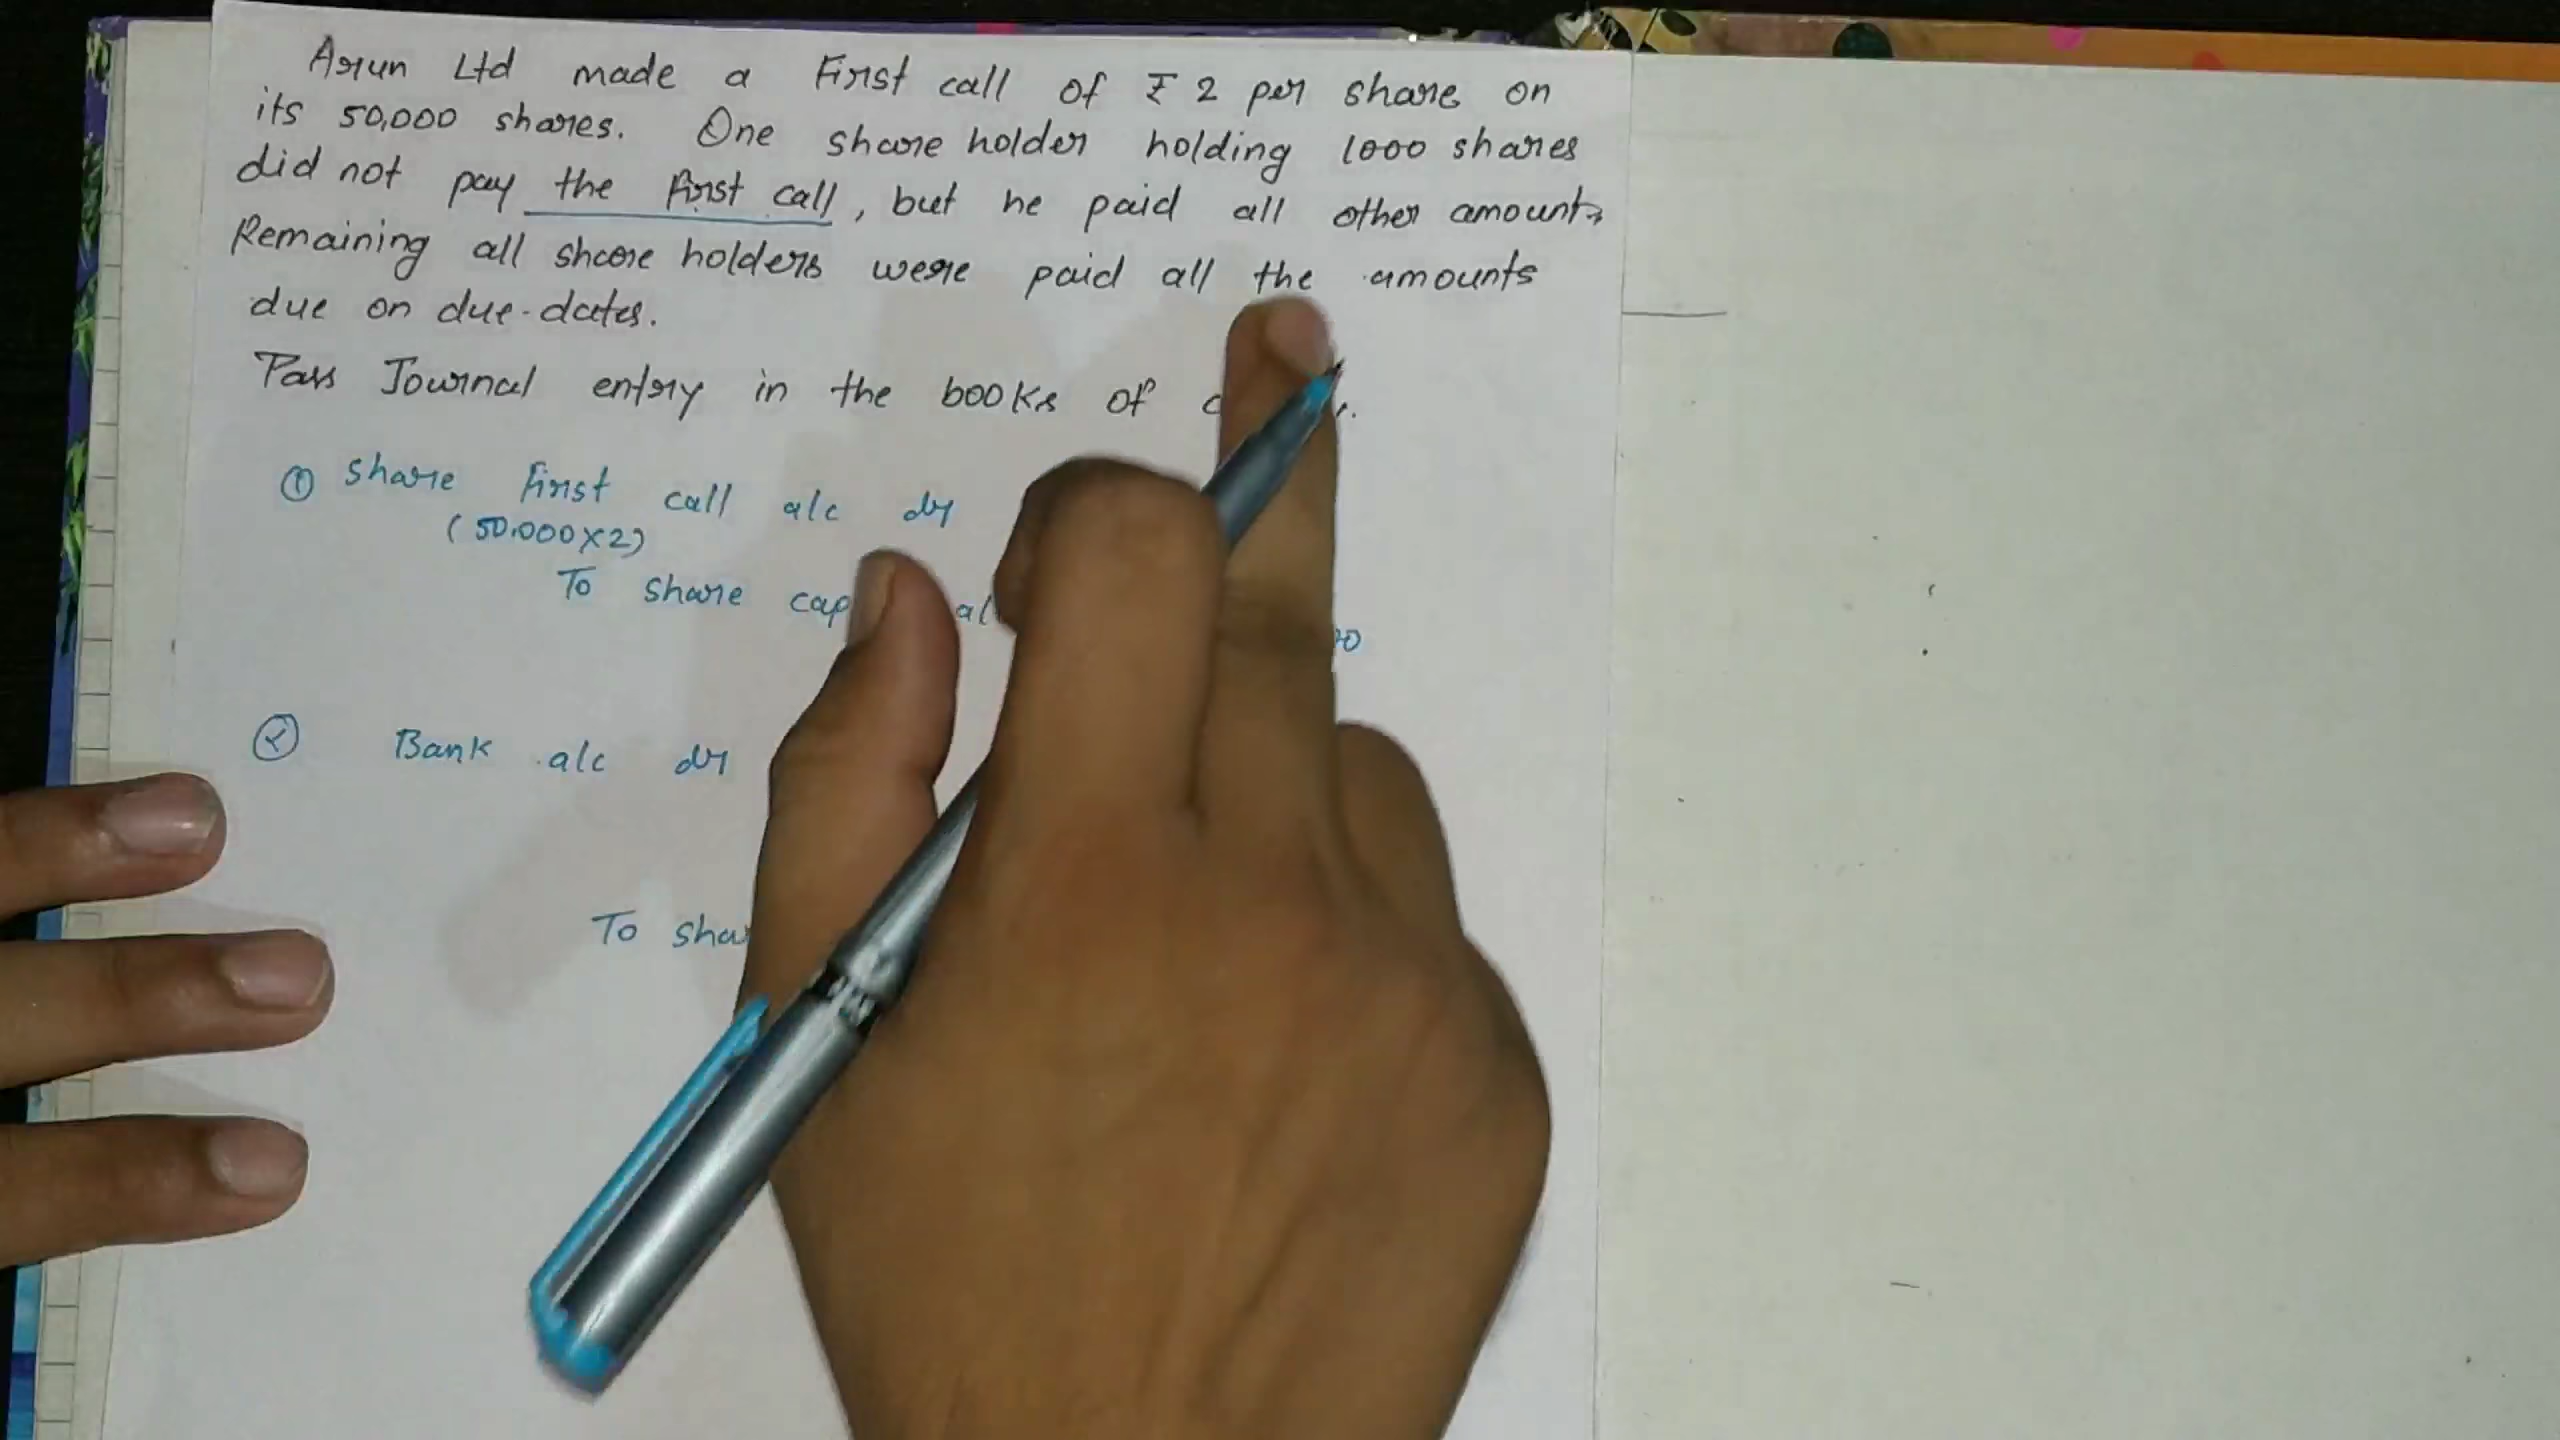 Arun Ltd made a First call of ₹ 2 per share on
its 50,000 shares. One share holder holding 1000 shares
did not pay the first call, but he paid all other amounts
Remaining all share holders were paid all the amounts
due on due-dates.
Pass Journal entry in the books of
① share first call a/c dr
(50,000×2)
To share cap
② Bank a/c dr
To shar